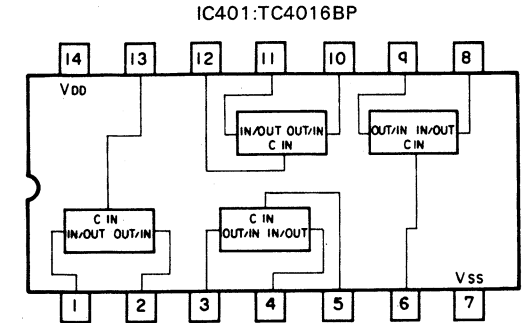 IC401:TC4016BP
14 13 12 11 10 9 8
VDD
IN/OUT OUT/IN
C IN
OUT/IN IN/OUT
C IN
C IN
IN/OUT OUT/IN
C IN
OUT/IN IN/OUT
VSS
1 2 3 4 5 6 7